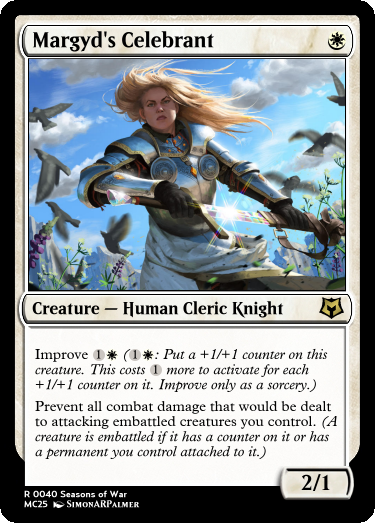 Margyd's Celebrant
Creature — Human Cleric Knight
Improve 1 (1 : Put a +1/+1 counter on this
creature. This costs 1 more to activate for each
+1/+1 counter on it. Improve only as a sorcery.)
Prevent all combat damage that would be dealt
to attacking embattled creatures you control. (A
creature is embattled if it has a counter on it or has
a permanent you control attached to it.)
2/1
R 0040 Seasons of War
MC25 SimonARPalmer